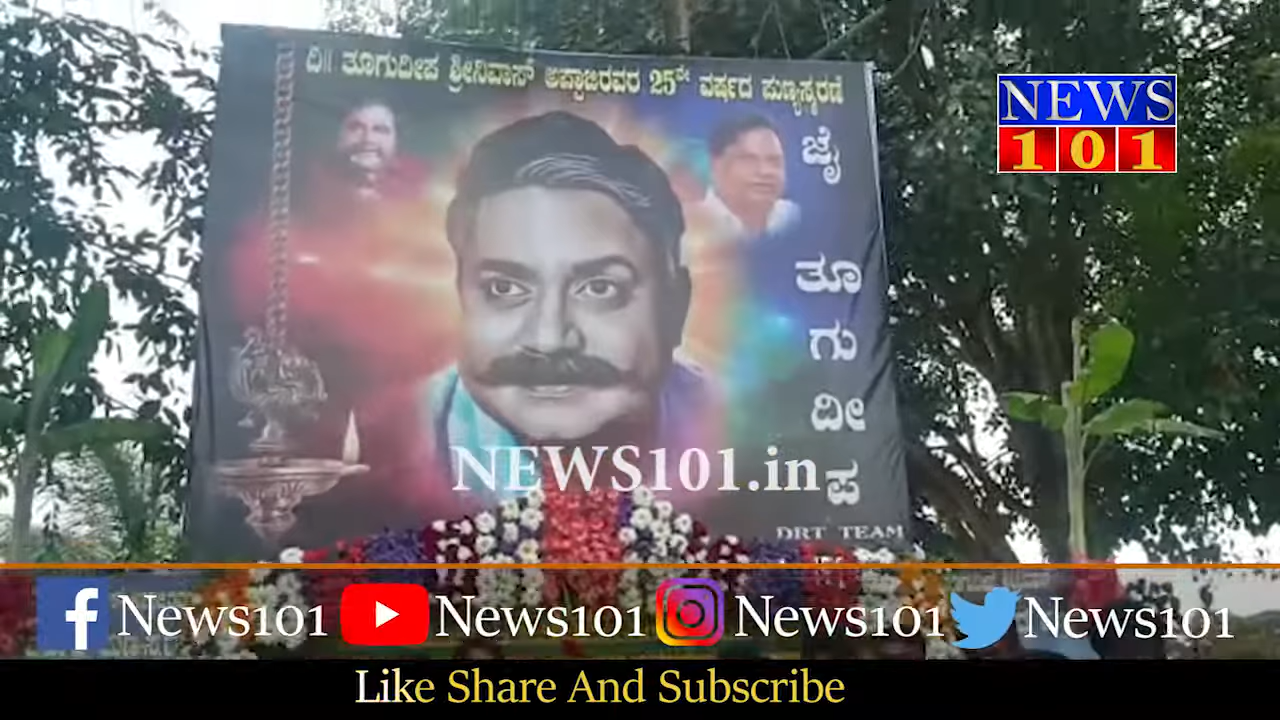 ದಿ|| ತೂಗುದೀಪ ಶ್ರೀನಿವಾಸ್ ಅಪ್ಪಾಜಿರವರ 25ನೇ ವರ್ಷದ ಪುಣ್ಯಸ್ಮರಣೆ
ಜೈ
ತೂ
ಗು
ದೀ
ಪ
DRT TEAM
NEWS
101
NEWS101.in
News101 News101 News101 News101
Like Share And Subscribe